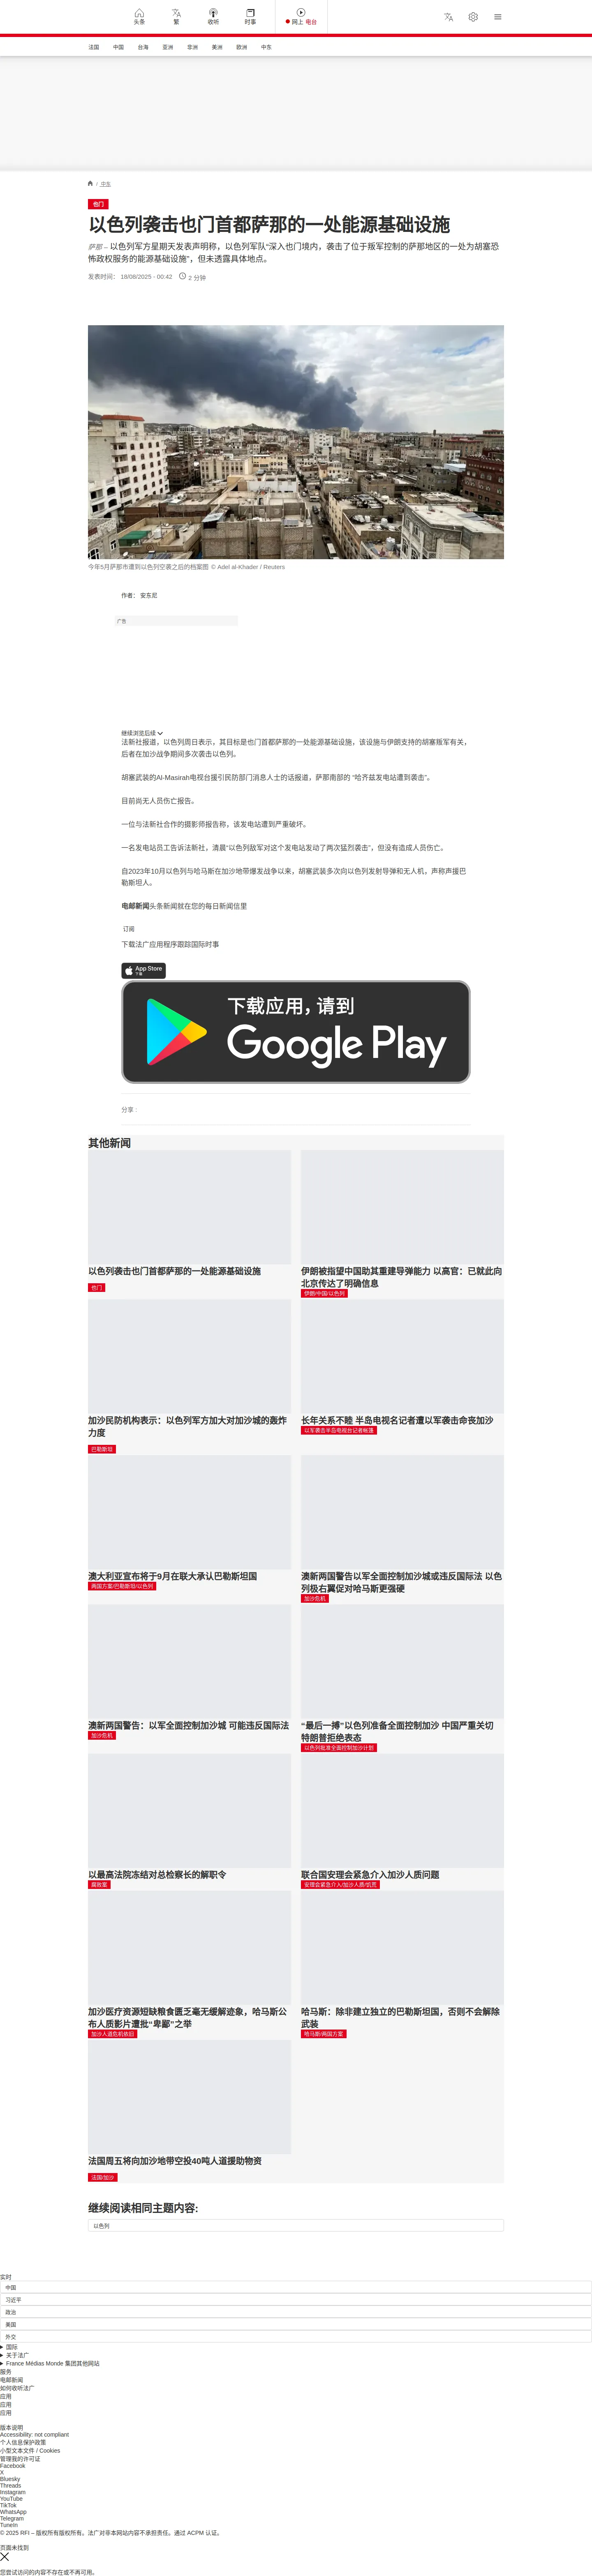 头条
繁
收听
时事
网上 电台
法国 中国 台海 亚洲 非洲 美洲 欧洲 中东
/ 中东
也门
以色列袭击也门首都萨那的一处能源基础设施
萨那 – 以色列军方星期天发表声明称，以色列军队“深入也门境内，袭击了位于叛军控制的萨那地区的一处为胡塞恐
怖政权服务的能源基础设施”，但未透露具体地点。
发表时间： 18/08/2025 - 00:42 2 分钟
今年5月萨那市遭到以色列空袭之后的档案图 © Adel al-Khader / Reuters
作者： 安东尼
广告
继续浏览后续
法新社报道，以色列周日表示，其目标是也门首都萨那的一处能源基础设施，该设施与伊朗支持的胡塞叛军有关，
后者在加沙战争期间多次袭击以色列。
胡塞武装的Al-Masirah电视台援引民防部门消息人士的话报道，萨那南部的 “哈齐兹发电站遭到袭击”。
目前尚无人员伤亡报告。
一位与法新社合作的摄影师报告称，该发电站遭到严重破坏。
一名发电站员工告诉法新社，清晨“以色列敌军对这个发电站发动了两次猛烈袭击”，但没有造成人员伤亡。
自2023年10月以色列与哈马斯在加沙地带爆发战争以来，胡塞武装多次向以色列发射导弹和无人机，声称声援巴
勒斯坦人。
电邮新闻头条新闻就在您的每日新闻信里
订阅
下载法广应用程序跟踪国际时事
App Store
下载
下载应用，请到
Google Play
分享 :
其他新闻
以色列袭击也门首都萨那的一处能源基础设施
也门
伊朗被指望中国助其重建导弹能力 以高官：已就此向
北京传达了明确信息
伊朗/中国/以色列
加沙民防机构表示：以色列军方加大对加沙城的轰炸
力度
巴勒斯坦
长年关系不睦 半岛电视名记者遭以军袭击命丧加沙
以军袭击半岛电视台记者帐篷
澳大利亚宣布将于9月在联大承认巴勒斯坦国
两国方案/巴勒斯坦/以色列
澳新两国警告以军全面控制加沙城或违反国际法 以色
列极右翼促对哈马斯更强硬
加沙危机
澳新两国警告：以军全面控制加沙城 可能违反国际法
加沙危机
“最后一搏”以色列准备全面控制加沙 中国严重关切
特朗普拒绝表态
以色列批准全面控制加沙计划
以最高法院冻结对总检察长的解职令
腐败案
联合国安理会紧急介入加沙人质问题
安理会紧急介入/加沙人质/饥荒
加沙医疗资源短缺粮食匮乏毫无缓解迹象，哈马斯公
布人质影片遭批“卑鄙”之举
加沙人道危机依旧
哈马斯：除非建立独立的巴勒斯坦国，否则不会解除
武装
哈马斯/两国方案
法国周五将向加沙地带空投40吨人道援助物资
法国/加沙
继续阅读相同主题内容:
以色列
实时
中国
习近平
政治
美国
外交
国际
关于法广
France Médias Monde 集团其他网站
服务
电邮新闻
如何收听法广
应用
应用
应用
版本说明
Accessibility: not compliant
个人信息保护政策
小型文本文件 / Cookies
管理我的许可证
Facebook
X
Bluesky
Threads
Instagram
YouTube
TikTok
WhatsApp
Telegram
TuneIn
© 2025 RFI – 版权所有版权所有。法广对非本网站内容不承担责任。通过 ACPM 认证。
页面未找到
您尝试访问的内容不存在或不再可用。